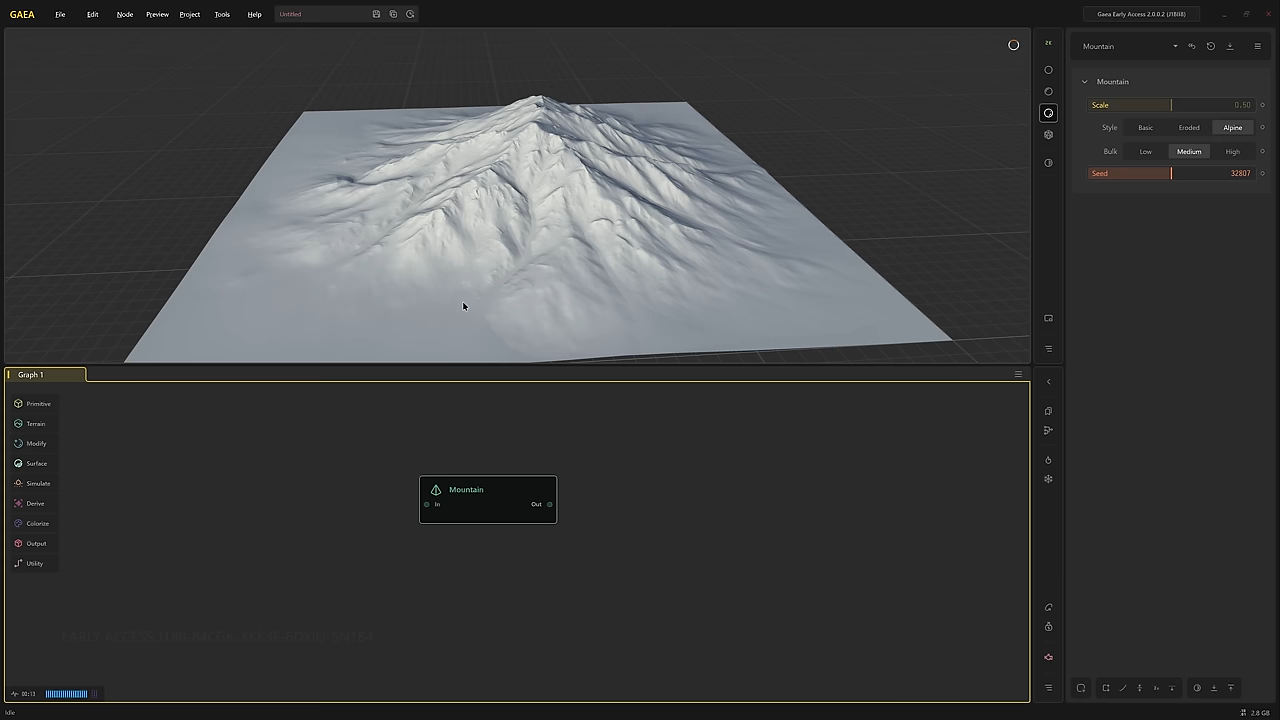 GAEA File Edit Node Preview Project Tools Help Untitled
Gaea Early Access 2.0.0.2 (J1BII8)
2K
Mountain
Mountain
Scale 0.50
Style Basic Eroded Alpine
Bulk Low Medium High
Seed 32807
Graph 1
Primitive
Terrain
Modify
Surface
Simulate
Derive
Colorize
Output
Utility
Mountain
In Out
00:13
Idle
2.8 GB